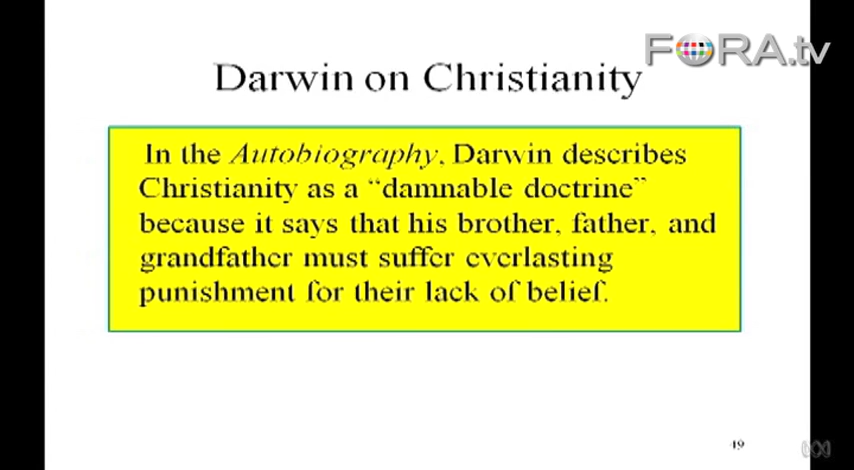 FORA.tv
Darwin on Christianity
In the Autobiography, Darwin describes
Christianity as a “damnable doctrine”
because it says that his brother, father, and
grandfather must suffer everlasting
punishment for their lack of belief.
49